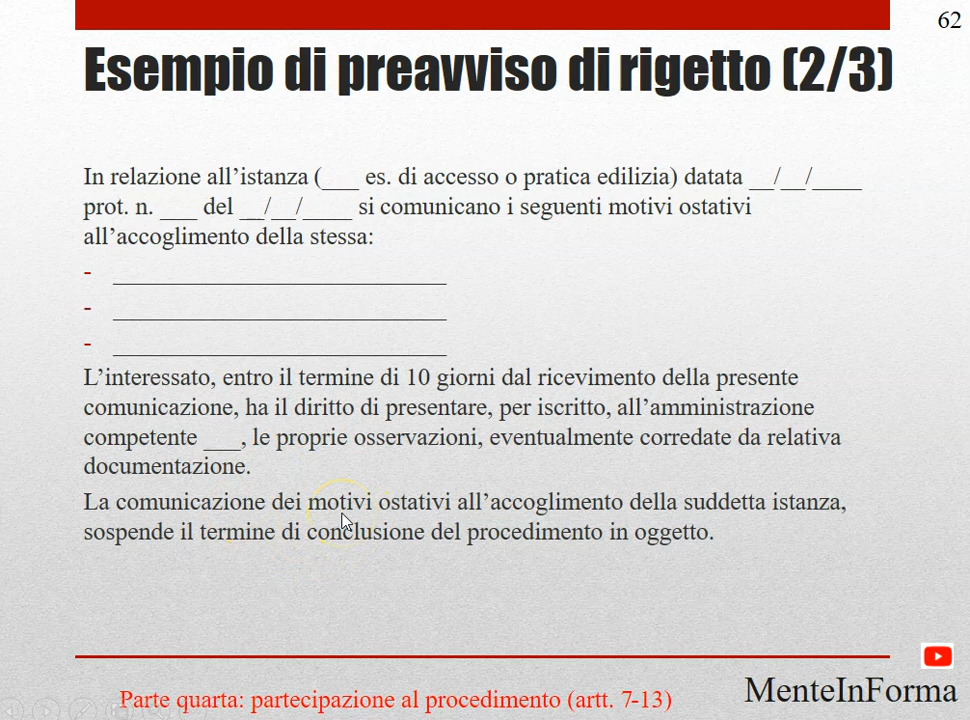 62
Esempio di preavviso di rigetto (2/3)
In relazione all’istanza (___ es. di accesso o pratica edilizia) datata __/__/____
prot. n. ___ del __/__/____ si comunicano i seguenti motivi ostativi
all’accoglimento della stessa:
- ___________________________
- ___________________________
- ___________________________
L’interessato, entro il termine di 10 giorni dal ricevimento della presente
comunicazione, ha il diritto di presentare, per iscritto, all’amministrazione
competente ___, le proprie osservazioni, eventualmente corredate da relativa
documentazione.
La comunicazione dei motivi ostativi all’accoglimento della suddetta istanza,
sospende il termine di conclusione del procedimento in oggetto.
Parte quarta: partecipazione al procedimento (artt. 7-13)
MenteInForma